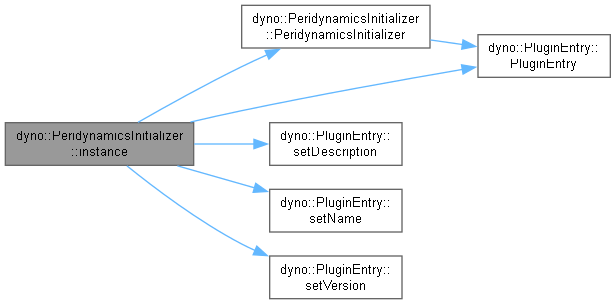 dyno::PeridynamicsInitializer
::PeridynamicsInitializer
dyno::PluginEntry::
PluginEntry
dyno::PeridynamicsInitializer
::instance
dyno::PluginEntry::
setDescription
dyno::PluginEntry::
setName
dyno::PluginEntry::
setVersion